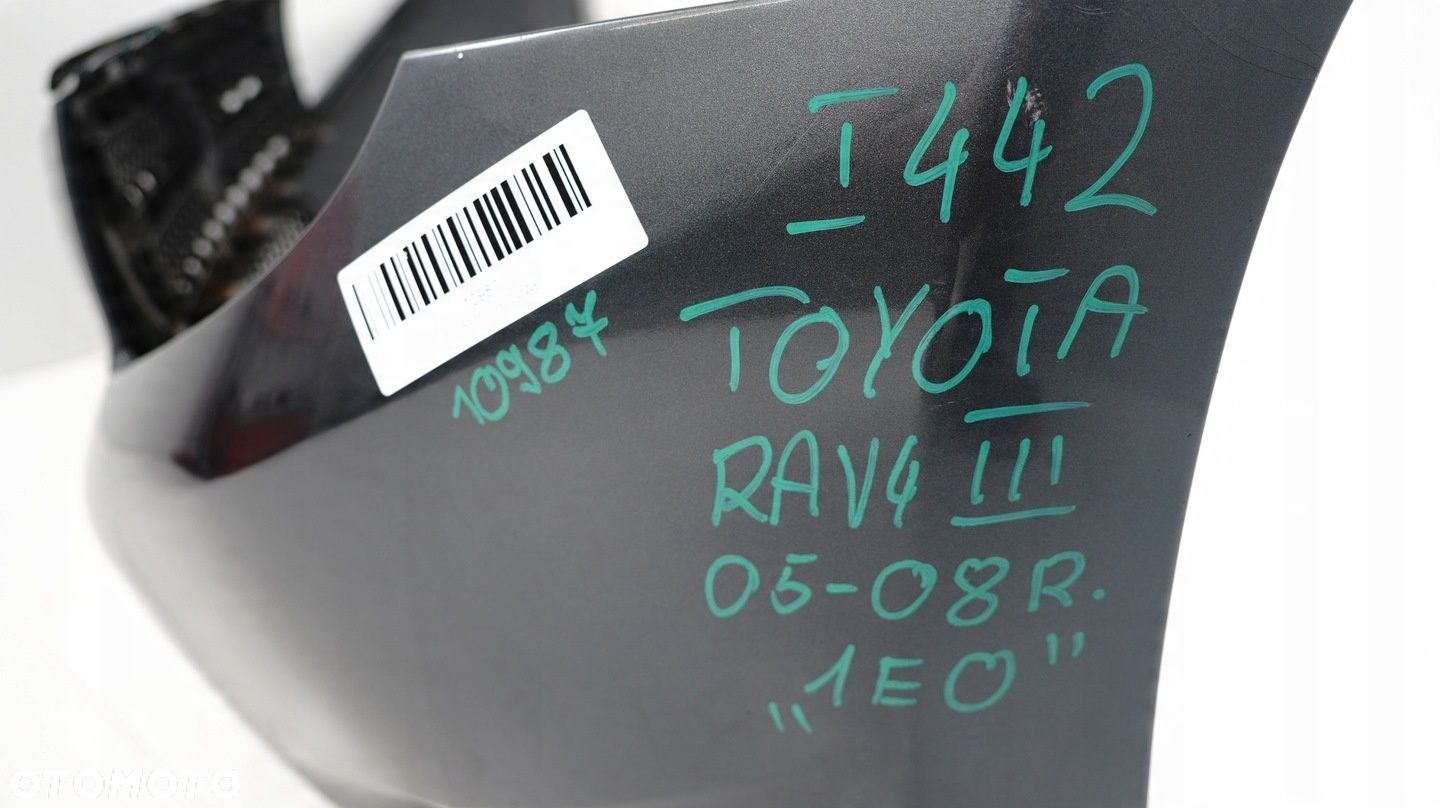 I442
TOYOTA
RAV4 III
05-08R.
„1E0”
10987
OTOMOTO